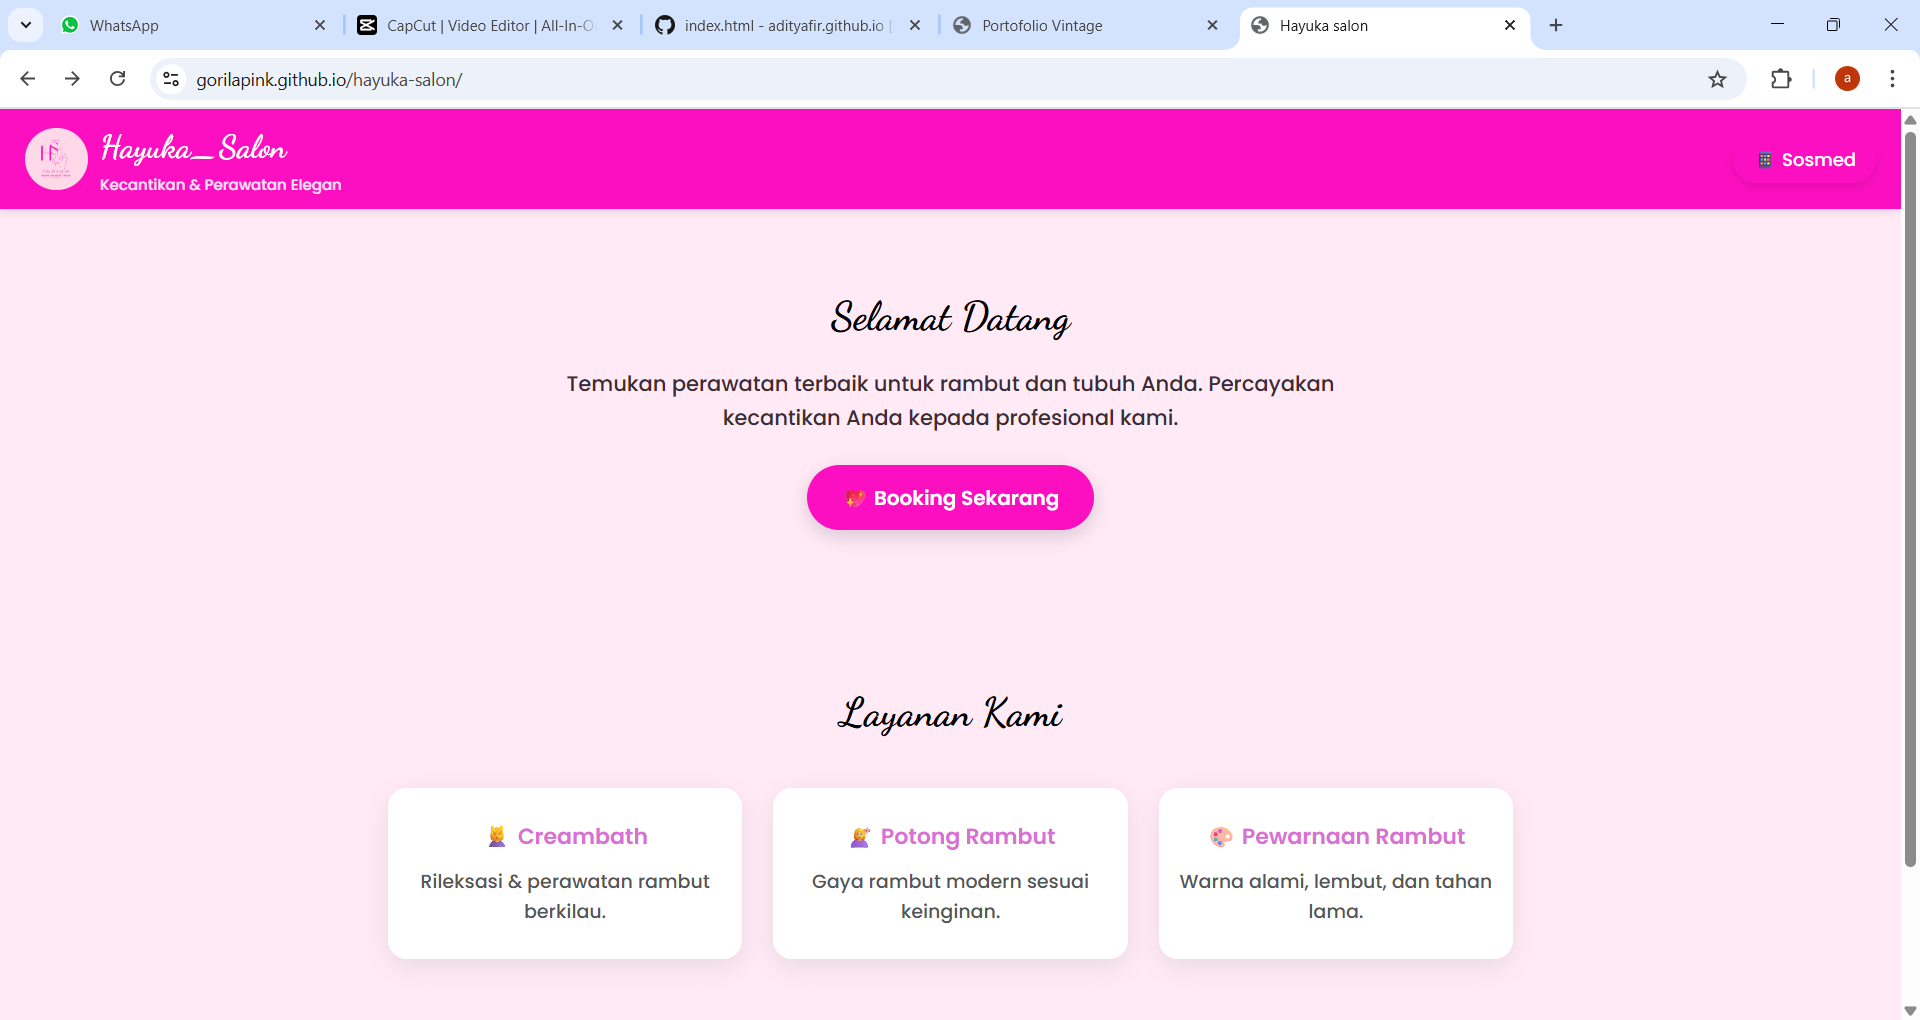 WhatsApp
CapCut | Video Editor | All-In-O
index.html - adityafir.github.io
Portofolio Vintage
Hayuka salon
gorilapink.github.io/hayuka-salon/
a
Hayuka_Salon
Kecantikan & Perawatan Elegan
Sosmed
Selamat Datang
Temukan perawatan terbaik untuk rambut dan tubuh Anda. Percayakan
kecantikan Anda kepada profesional kami.
Booking Sekarang
Layanan Kami
Creambath
Rileksasi & perawatan rambut
berkilau.
Potong Rambut
Gaya rambut modern sesuai
keinginan.
Pewarnaan Rambut
Warna alami, lembut, dan tahan
lama.